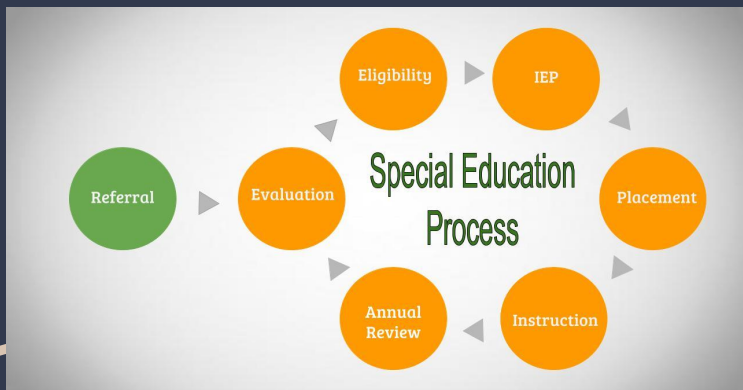 Eligibility
IEP
Referral
Evaluation
Special Education
Process
Placement
Annual
Review
Instruction